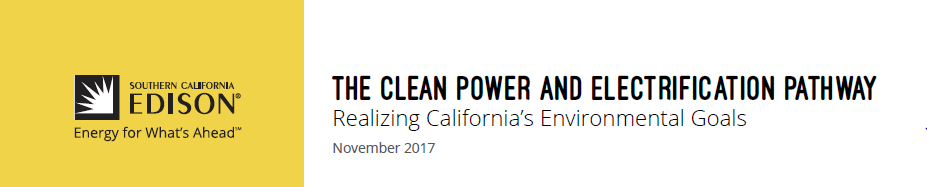 SOUTHERN CALIFORNIA
EDISON®
Energy for What's Ahead℠
THE CLEAN POWER AND ELECTRIFICATION PATHWAY
Realizing California's Environmental Goals
November 2017